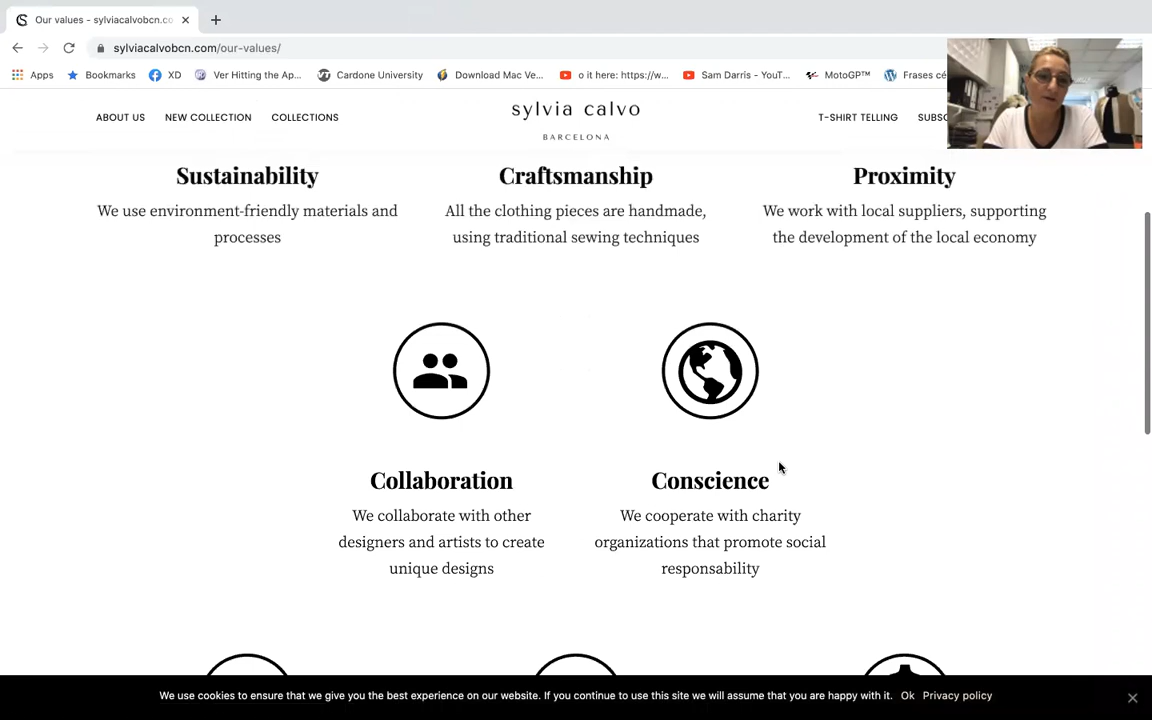 Our values - sylviacalvobcn.co
sylviacalvobcn.com/our-values/
Apps Bookmarks XD Ver Hitting the Ap... Cardone University Download Mac Ve... o it here: https://w... Sam Darris - YouT... MotoGP™ Frases cé
ABOUT US NEW COLLECTION COLLECTIONS sylvia calvo T-SHIRT TELLING SUBSC
BARCELONA
Sustainability Craftsmanship Proximity
We use environment-friendly materials and All the clothing pieces are handmade, We work with local suppliers, supporting
processes using traditional sewing techniques the development of the local economy
Collaboration Conscience
We collaborate with other We cooperate with charity
designers and artists to create organizations that promote social
unique designs responsability
We use cookies to ensure that we give you the best experience on our website. If you continue to use this site we will assume that you are happy with it. Ok Privacy policy